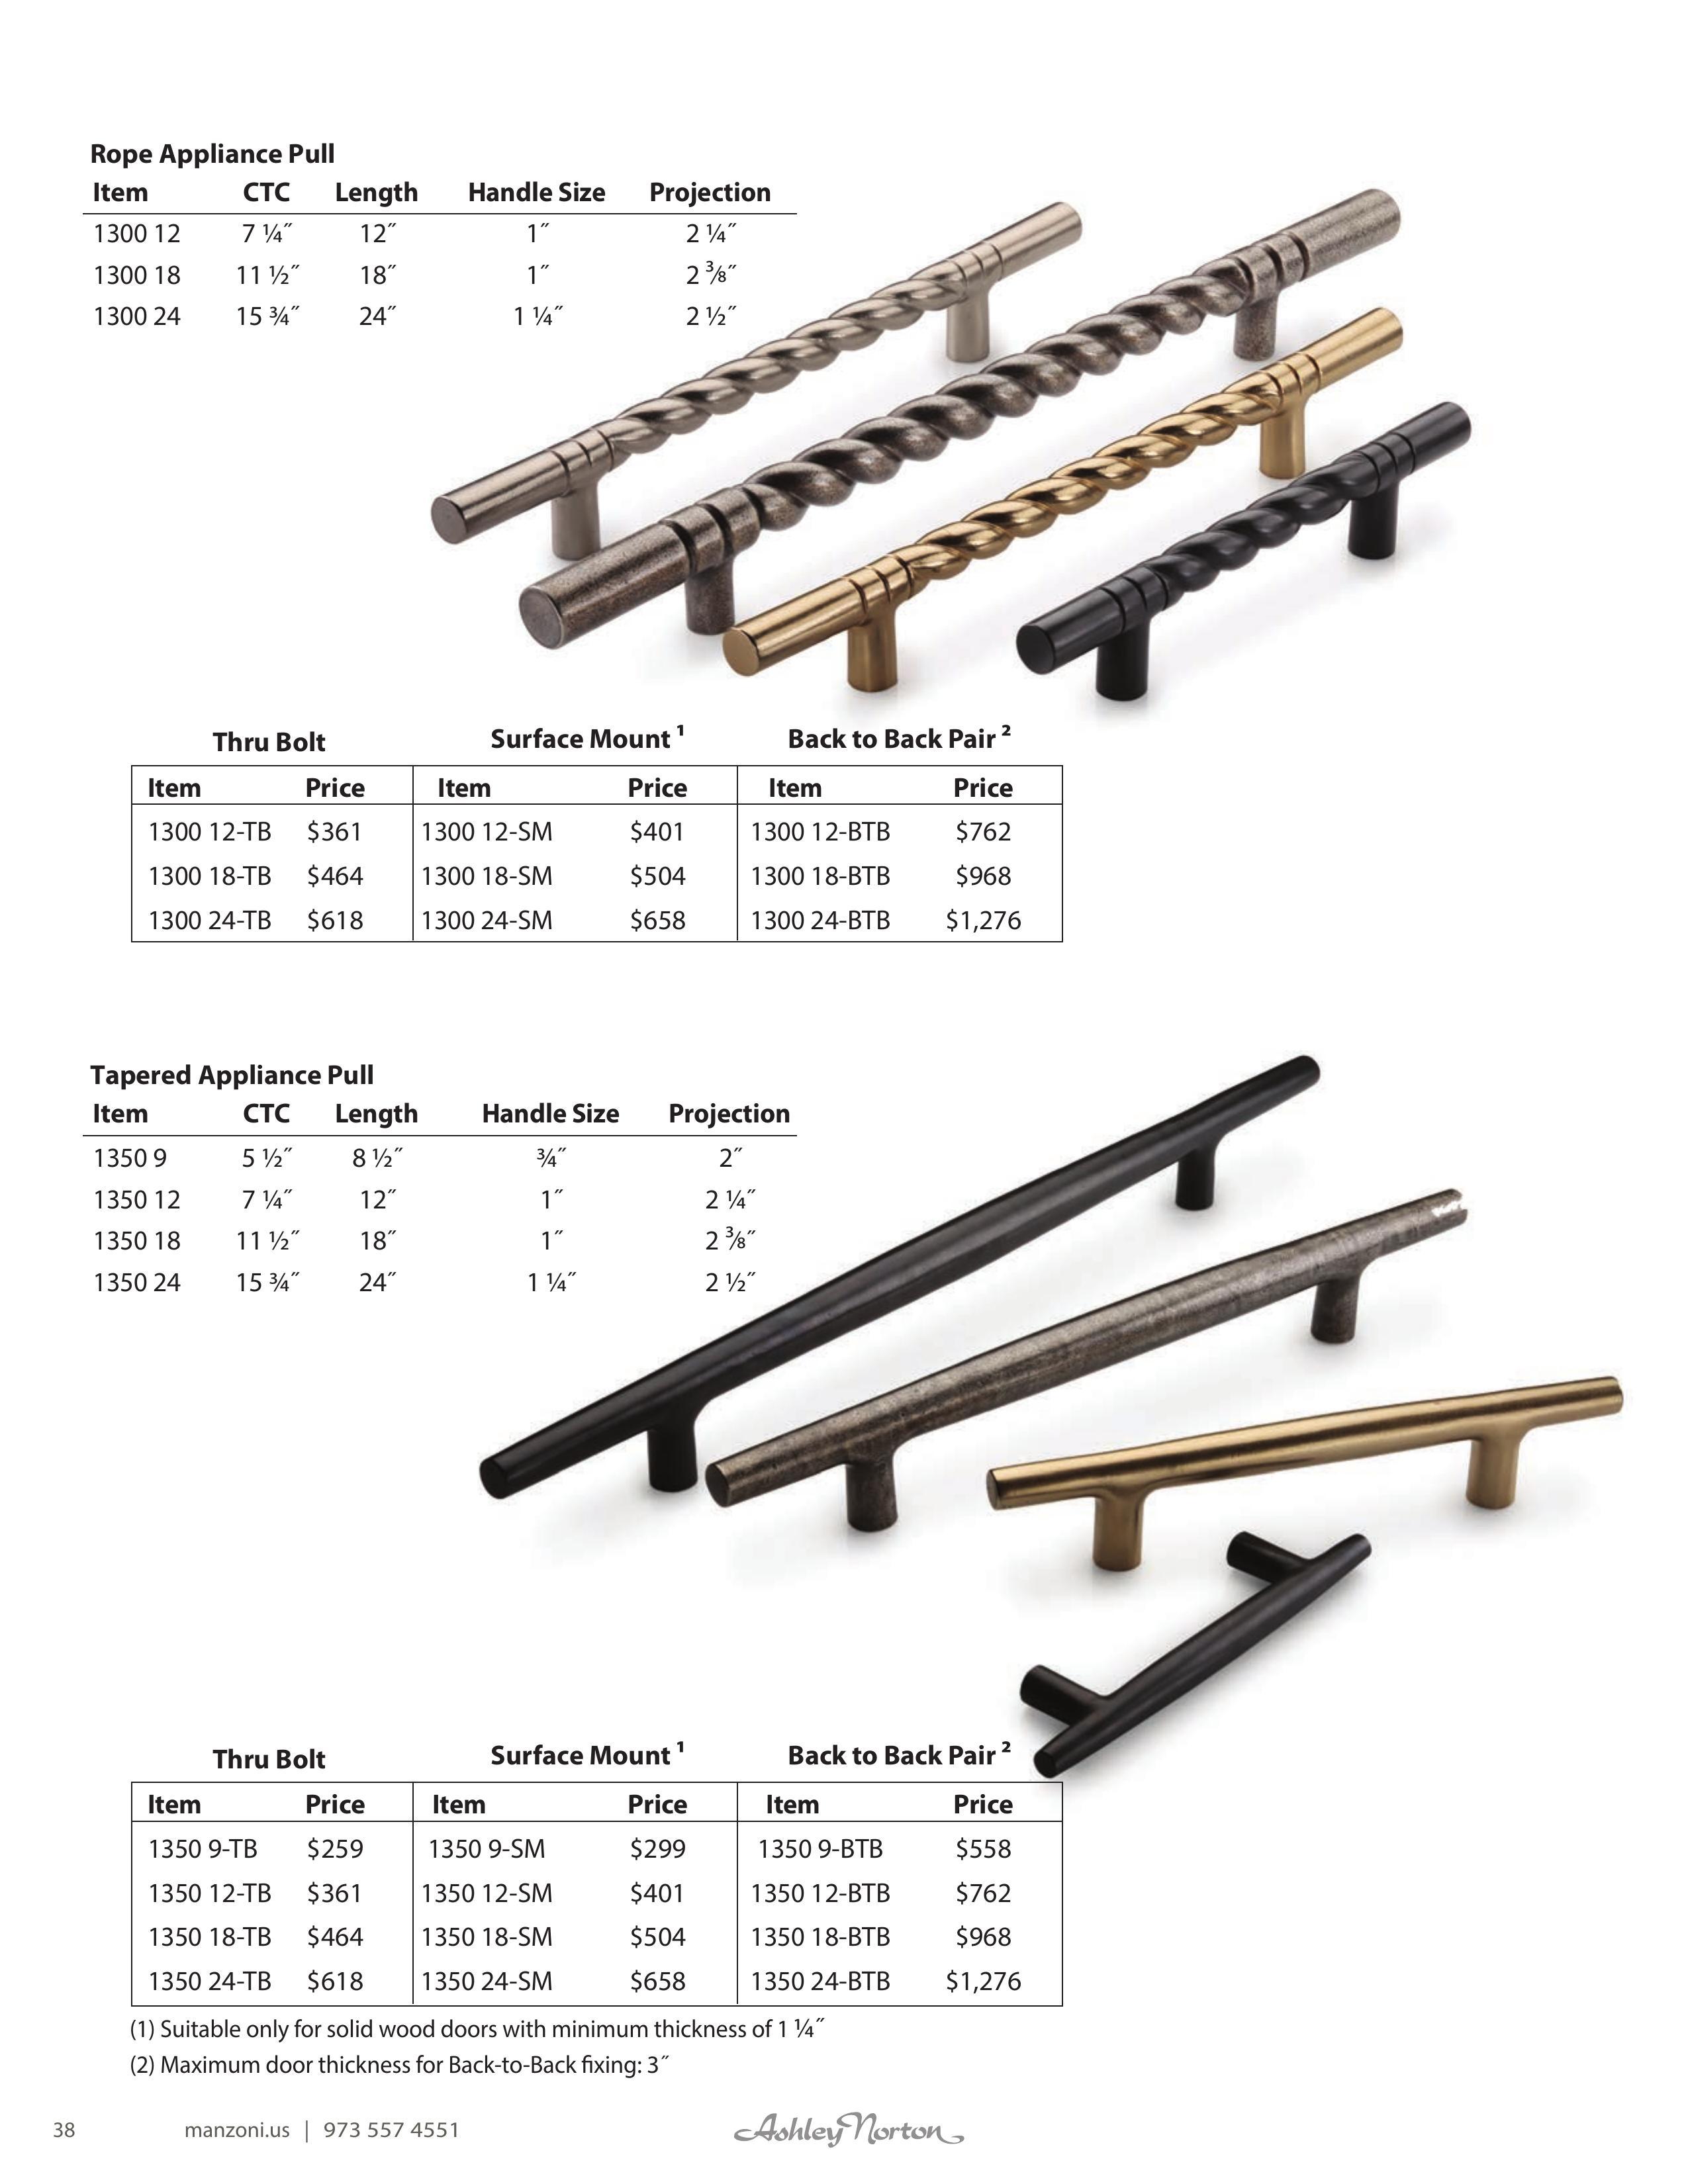 Rope Appliance Pull
Item CTC Length Handle Size Projection
1300 12 7 ¼″ 12″ 1″ 2 ¼″
1300 18 11 ½″ 18″ 1″ 2 ⅜″
1300 24 15 ¾″ 24″ 1 ¼″ 2 ½″
Thru Bolt Surface Mount ¹ Back to Back Pair ²
Item Price Item Price Item Price
1300 12-TB $361 1300 12-SM $401 1300 12-BTB $762
1300 18-TB $464 1300 18-SM $504 1300 18-BTB $968
1300 24-TB $618 1300 24-SM $658 1300 24-BTB $1,276
Tapered Appliance Pull
Item CTC Length Handle Size Projection
1350 9 5 ½″ 8 ½″ ¾″ 2″
1350 12 7 ¼″ 12″ 1″ 2 ¼″
1350 18 11 ½″ 18″ 1″ 2 ⅜″
1350 24 15 ¾″ 24″ 1 ¼″ 2 ½″
Thru Bolt Surface Mount ¹ Back to Back Pair ²
Item Price Item Price Item Price
1350 9-TB $259 1350 9-SM $299 1350 9-BTB $558
1350 12-TB $361 1350 12-SM $401 1350 12-BTB $762
1350 18-TB $464 1350 18-SM $504 1350 18-BTB $968
1350 24-TB $618 1350 24-SM $658 1350 24-BTB $1,276
(1) Suitable only for solid wood doors with minimum thickness of 1 ¼″
(2) Maximum door thickness for Back-to-Back fixing: 3″
38 manzoni.us | 973 557 4551 Ashley Norton